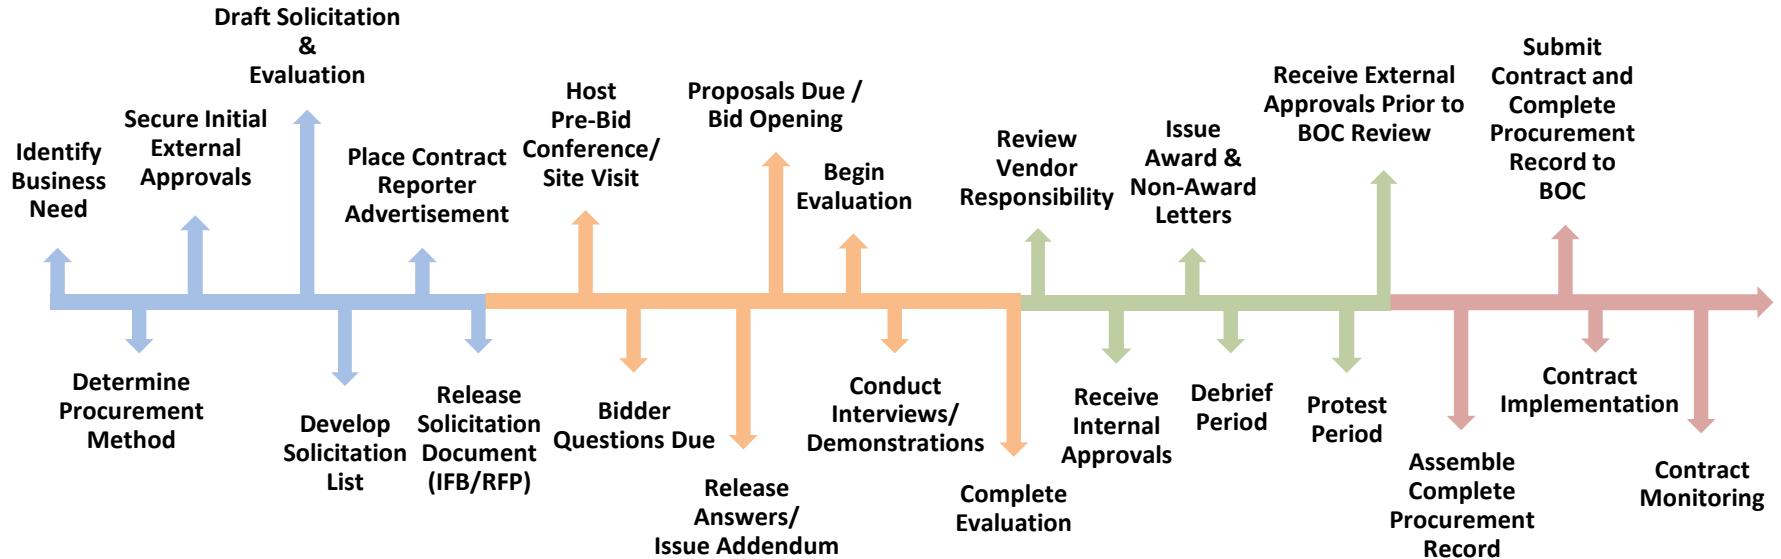 Identify
Business
Need
Determine
Procurement
Method
Secure Initial
External
Approvals
Draft Solicitation
&
Evaluation
Develop
Solicitation
List
Place Contract
Reporter
Advertisement
Release
Solicitation
Document
(IFB/RFP)
Host
Pre-Bid
Conference/
Site Visit
Bidder
Questions Due
Release
Answers/
Issue Addendum
Proposals Due /
Bid Opening
Begin
Evaluation
Conduct
Interviews/
Demonstrations
Complete
Evaluation
Review
Vendor
Responsibility
Receive
Internal
Approvals
Issue
Award &
Non-Award
Letters
Debrief
Period
Protest
Period
Receive External
Approvals Prior to
BOC Review
Assemble
Complete
Procurement
Record
Submit
Contract and
Complete
Procurement
Record to
BOC
Contract
Implementation
Contract
Monitoring